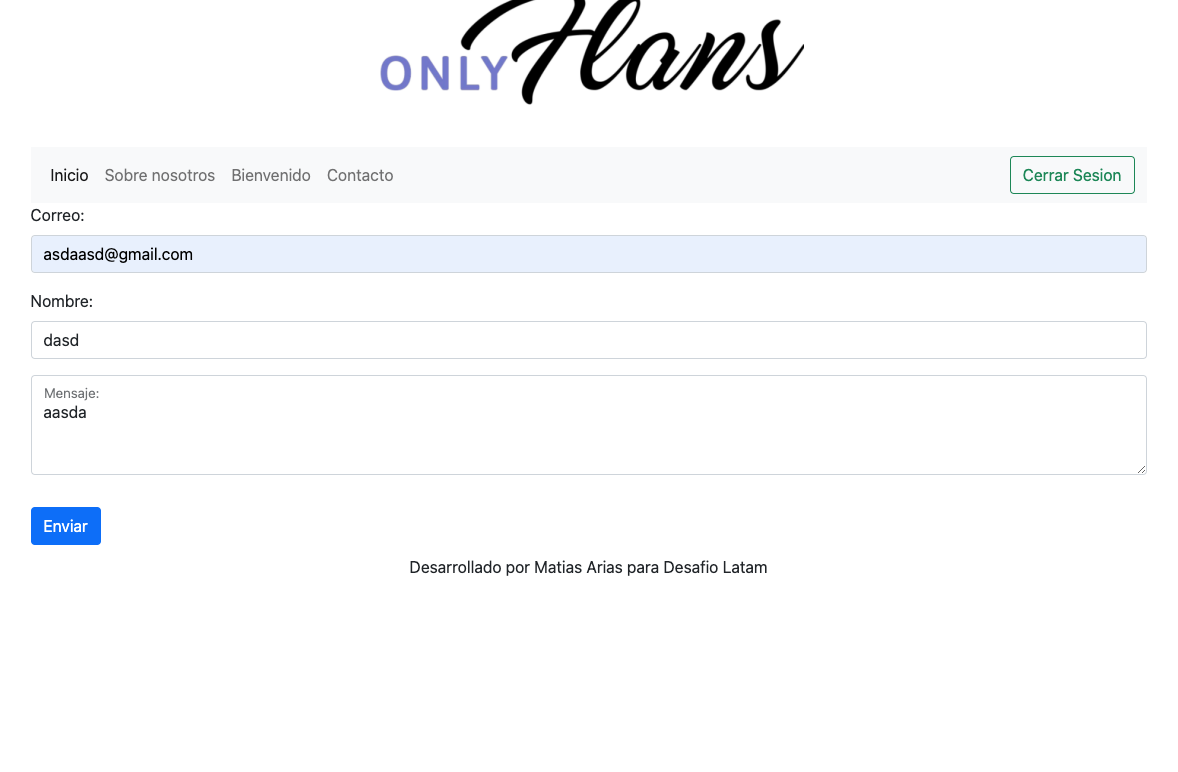 ONLY Flans
Inicio Sobre nosotros Bienvenido Contacto Cerrar Sesion
Correo:
asdaasd@gmail.com
Nombre:
dasd
Mensaje:
aasda
Enviar
Desarrollado por Matias Arias para Desafio Latam